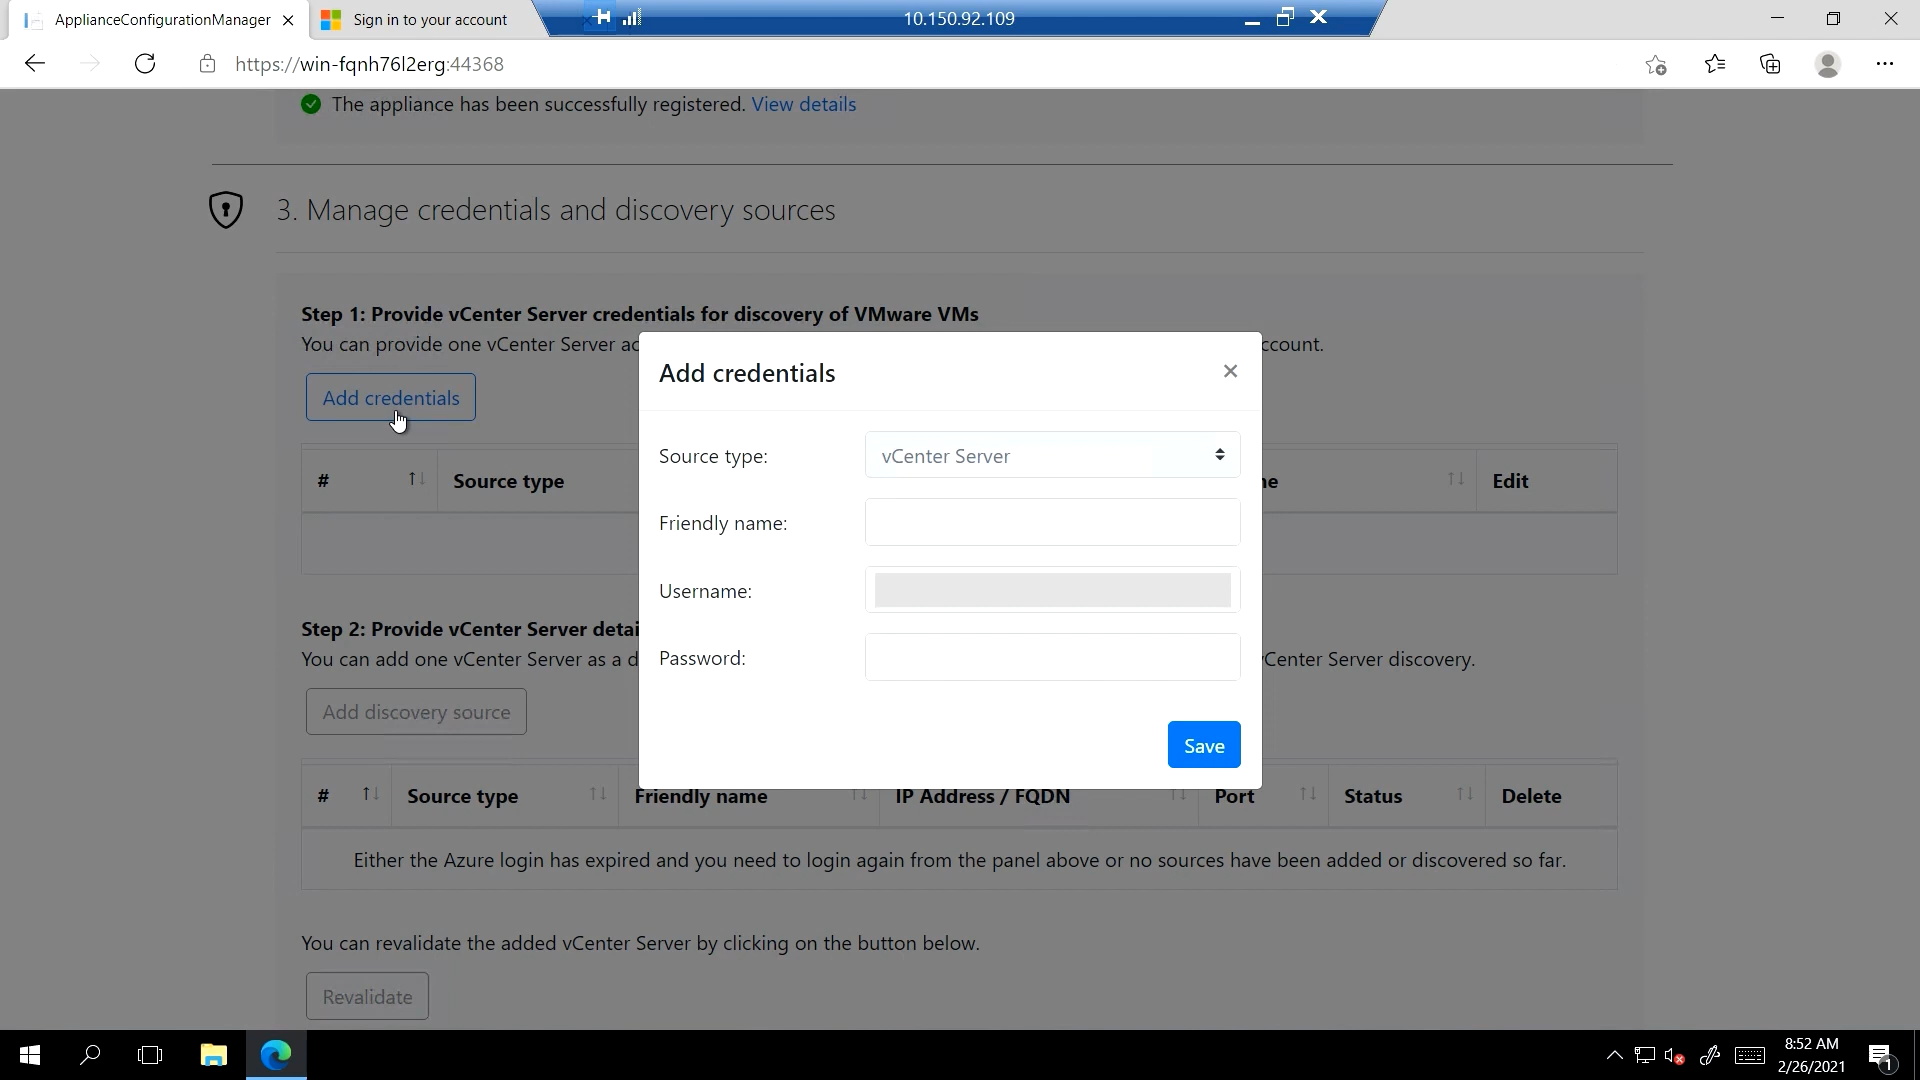 ApplianceConfigurationManager
Sign in to your account
10.150.92.109
https://win-fqnh76l2erg:44368
The appliance has been successfully registered. View details
3. Manage credentials and discovery sources
Step 1: Provide vCenter Server credentials for discovery of VMware VMs
You can provide one vCenter Server ac
ccount.
Add credentials
# Source type
ne
Edit
Add credentials
Source type: vCenter Server
Friendly name:
Username:
Password:
Save
Step 2: Provide vCenter Server detai
You can add one vCenter Server as a d
Center Server discovery.
Add discovery source
# Source type Friendly name IP Address / FQDN Port Status Delete
Either the Azure login has expired and you need to login again from the panel above or no sources have been added or discovered so far.
You can revalidate the added vCenter Server by clicking on the button below.
Revalidate
8:52 AM
2/26/2021
1